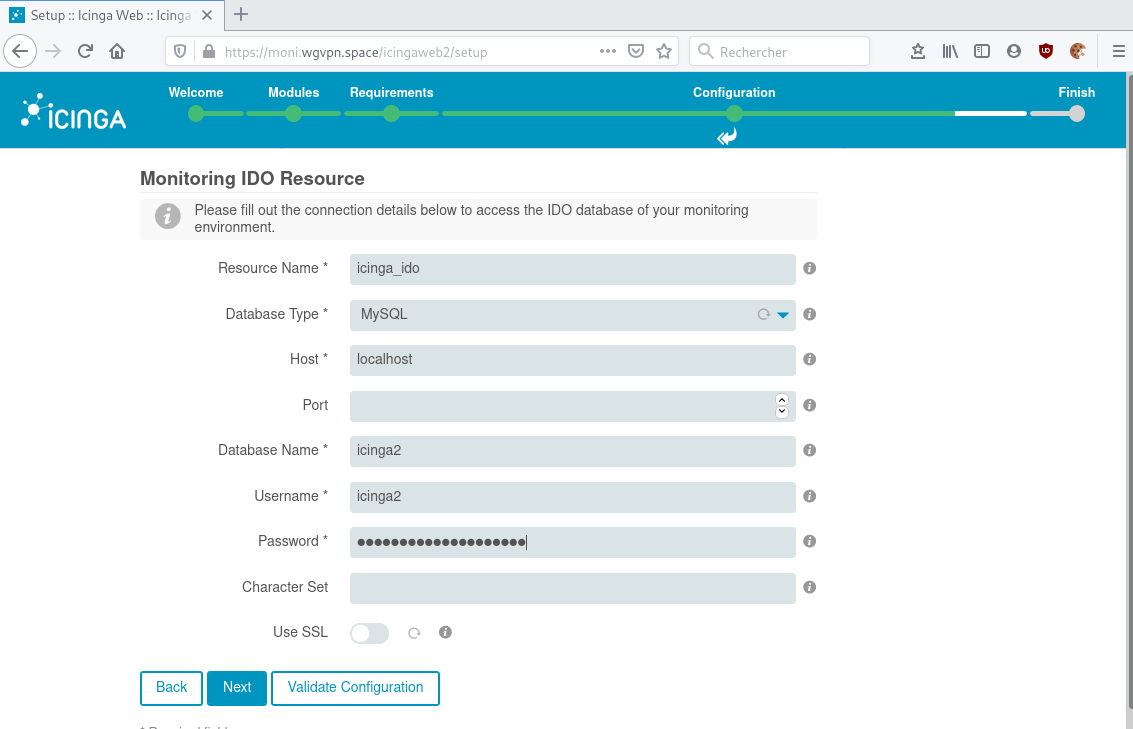 Setup :: Icinga Web :: Icinga
https://moni.wgvpn.space/icingaweb2/setup
Rechercher
ICINGA
Welcome
Modules
Requirements
Configuration
Finish
Monitoring IDO Resource
Please fill out the connection details below to access the IDO database of your monitoring
environment.
Resource Name * icinga_ido
Database Type * MySQL
Host * localhost
Port
Database Name * icinga2
Username * icinga2
Password * ●●●●●●●●●●●●●●●●●●●●
Character Set
Use SSL
Back Next Validate Configuration